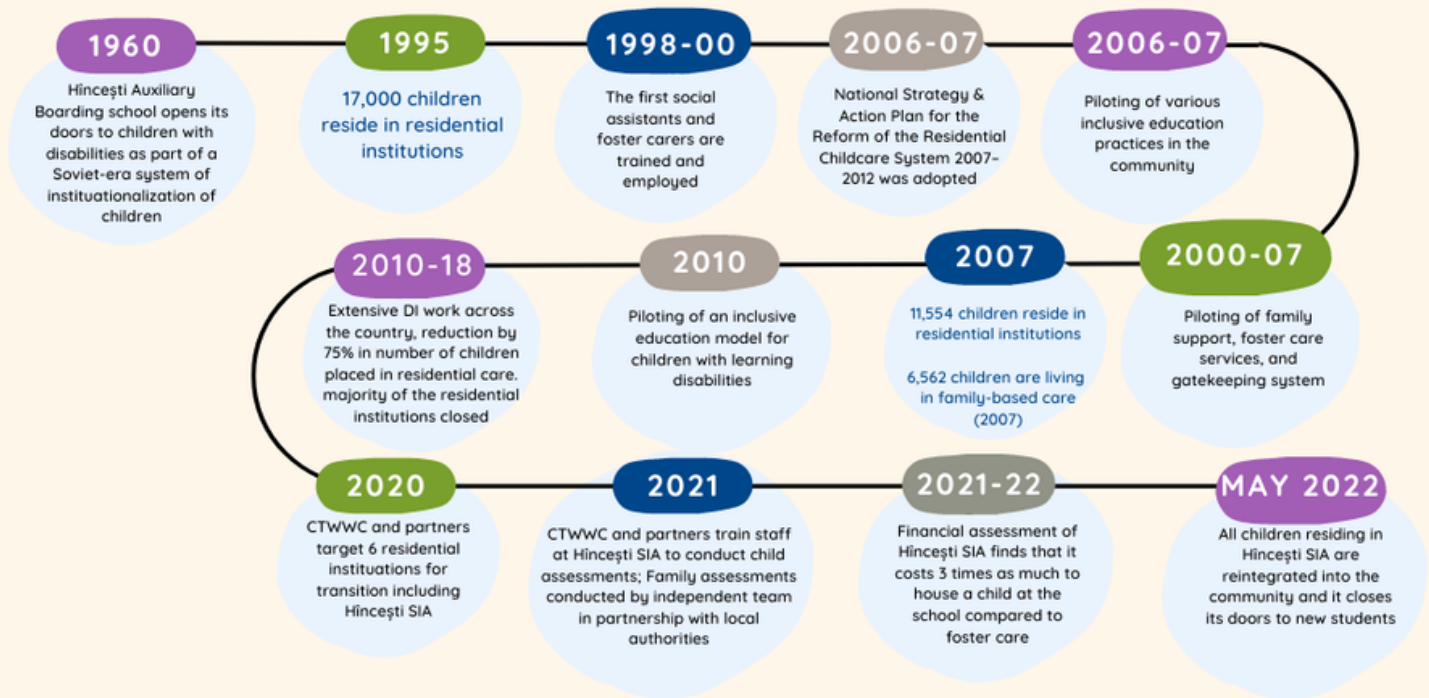 1960
Hîncești Auxiliary
Boarding school opens its
doors to children with
disabilities as part of a
Soviet-era system of
instituationalization of
children
1995
17,000 children
reside in residential
institutions
1998-00
The first social
assistants and
foster carers are
trained and
employed
2006-07
National Strategy &
Action Plan for the
Reform of the Residential
Childcare System 2007–
2012 was adopted
2006-07
Piloting of various
inclusive education
practices in the
community
2000-07
Piloting of family
support, foster care
services, and
gatekeeping system
2007
11,554 children reside in
residential institutions
6,562 children are living
in family-based care
(2007)
2010
Piloting of an inclusive
education model for
children with learning
disabilities
2010-18
Extensive DI work across
the country, reduction by
75% in number of children
placed in residential care.
majority of the residential
institutions closed
2020
CTWWC and partners
target 6 residential
instituations for
transition including
Hîncești SIA
2021
CTWWC and partners train staff
at Hîncești SIA to conduct child
assessments; Family assessments
conducted by independent team
in partnership with local
authorities
2021-22
Financial assessment of
Hîncești SIA finds that it
costs 3 times as much to
house a child at the
school compared to
foster care
MAY 2022
All children residing in
Hîncești SIA are
reintegrated into the
community and it closes
its doors to new students